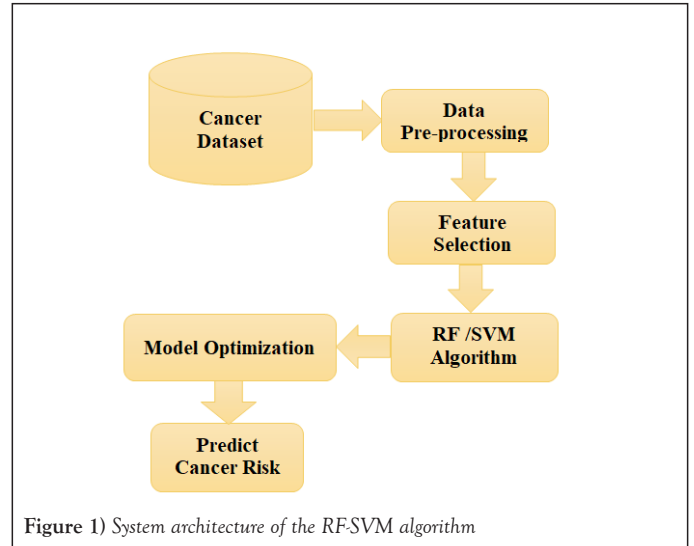 Cancer
Dataset
Data
Pre-processing
Feature
Selection
RF /SVM
Algorithm
Model Optimization
Predict
Cancer Risk
Figure 1) System architecture of the RF-SVM algorithm